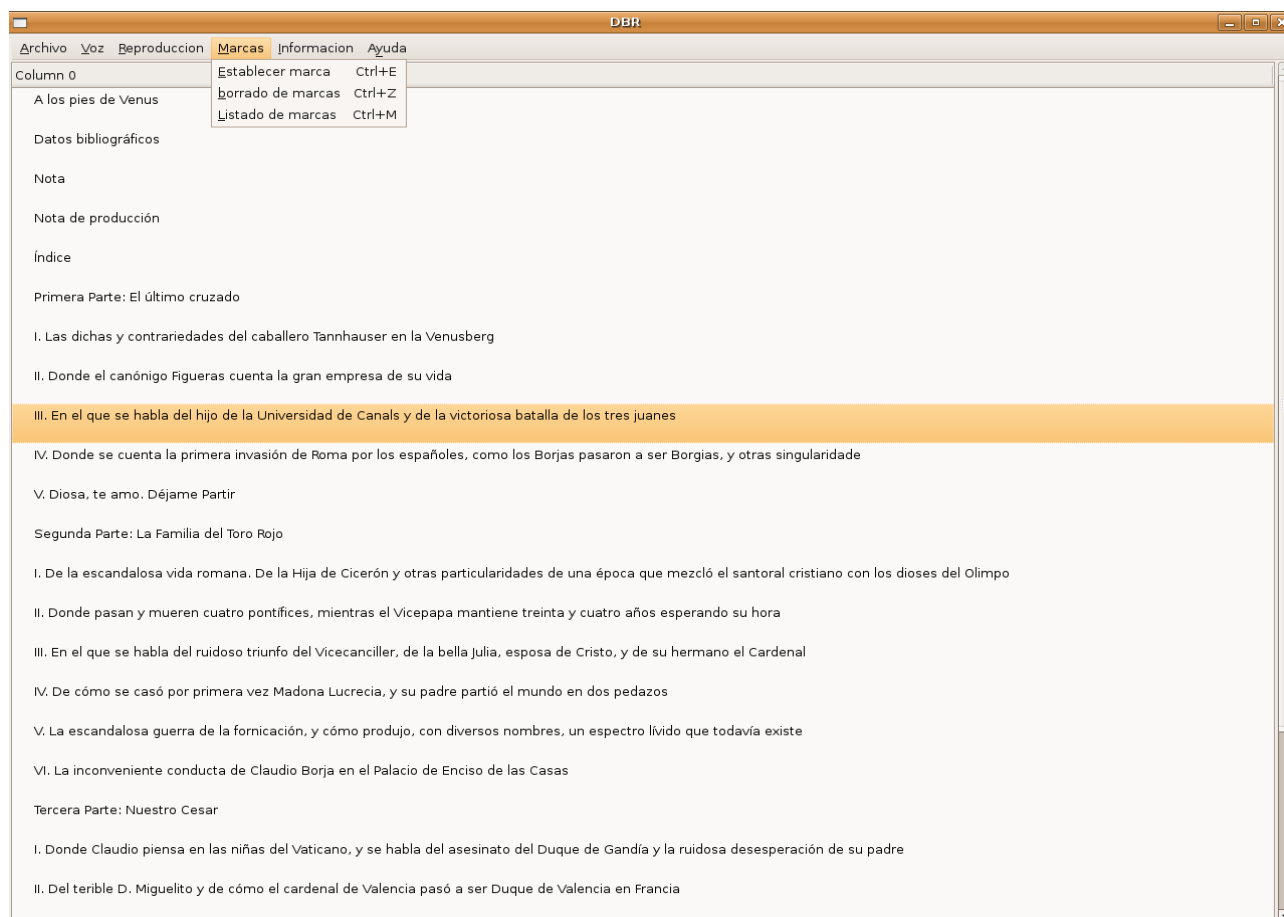 DBR
Archivo Voz Reproduccion Marcas Informacion Ayuda
Establecer marca Ctrl+E
borrado de marcas Ctrl+Z
Listado de marcas Ctrl+M
Column 0
A los pies de Venus
Datos bibliográficos
Nota
Nota de producción
Índice
Primera Parte: El último cruzado
I. Las dichas y contrariedades del caballero Tannhauser en la Venusberg
II. Donde el canónigo Figueras cuenta la gran empresa de su vida
III. En el que se habla del hijo de la Universidad de Canals y de la victoriosa batalla de los tres juanes
IV. Donde se cuenta la primera invasión de Roma por los españoles, como los Borjas pasaron a ser Borgias, y otras singularidade
V. Diosa, te amo. Déjame Partir
Segunda Parte: La Familia del Toro Rojo
I. De la escandalosa vida romana. De la Hija de Cicerón y otras particularidades de una época que mezcló el santoral cristiano con los dioses del Olimpo
II. Donde pasan y mueren cuatro pontífices, mientras el Vicepapa mantiene treinta y cuatro años esperando su hora
III. En el que se habla del ruidoso triunfo del Vicecanciller, de la bella Julia, esposa de Cristo, y de su hermano el Cardenal
IV. De cómo se casó por primera vez Madona Lucrecia, y su padre partió el mundo en dos pedazos
V. La escandalosa guerra de la fornicación, y cómo produjo, con diversos nombres, un espectro lívido que todavía existe
VI. La inconveniente conducta de Claudio Borja en el Palacio de Enciso de las Casas
Tercera Parte: Nuestro Cesar
I. Donde Claudio piensa en las niñas del Vaticano, y se habla del asesinato del Duque de Gandía y la ruidosa desesperación de su padre
II. Del terible D. Miguelito y de cómo el cardenal de Valencia pasó a ser Duque de Valencia en Francia